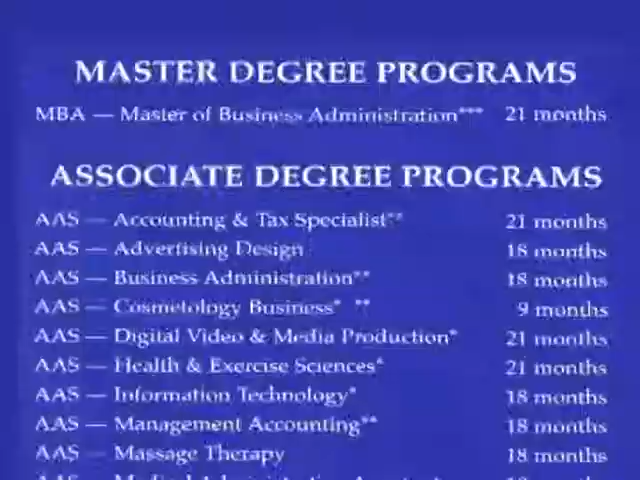 MASTER DEGREE PROGRAMS
MBA — Master of Business Administration*** 21 months
ASSOCIATE DEGREE PROGRAMS
AAS — Accounting & Tax Specialist** 21 months
AAS — Advertising Design 18 months
AAS — Business Administration** 18 months
AAS — Cosmetology Business* ** 9 months
AAS — Digital Video & Media Production* 21 months
AAS — Health & Exercise Sciences* 21 months
AAS — Information Technology* 18 months
AAS — Management Accounting** 18 months
AAS — Massage Therapy 18 months